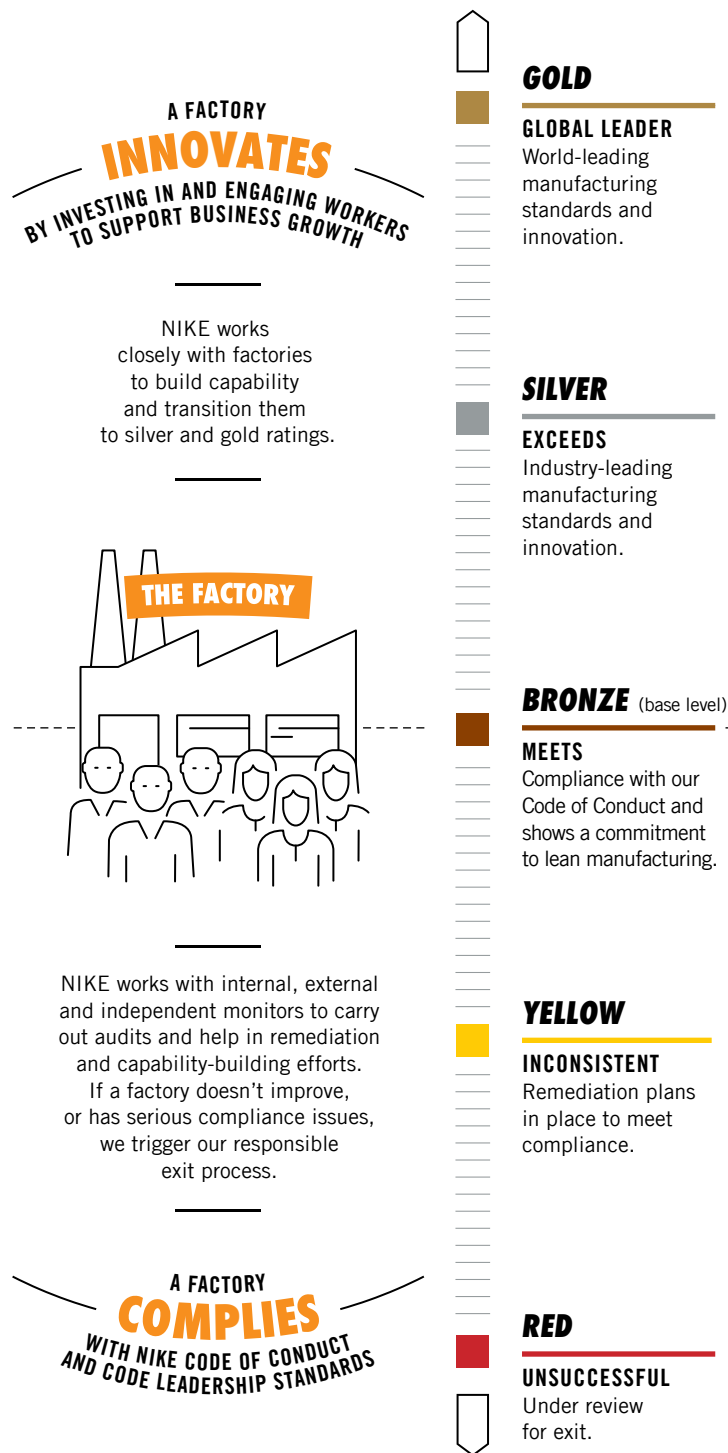 A FACTORY
INNOVATES
BY INVESTING IN AND ENGAGING WORKERS
TO SUPPORT BUSINESS GROWTH
NIKE works
closely with factories
to build capability
and transition them
to silver and gold ratings.
THE FACTORY
NIKE works with internal, external
and independent monitors to carry
out audits and help in remediation
and capability-building efforts.
If a factory doesn’t improve,
or has serious compliance issues,
we trigger our responsible
exit process.
A FACTORY
COMPLIES
WITH NIKE CODE OF CONDUCT
AND CODE LEADERSHIP STANDARDS
GOLD
GLOBAL LEADER
World-leading
manufacturing
standards and
innovation.
SILVER
EXCEEDS
Industry-leading
manufacturing
standards and
innovation.
BRONZE (base level)
MEETS
Compliance with our
Code of Conduct and
shows a commitment
to lean manufacturing.
YELLOW
INCONSISTENT
Remediation plans
in place to meet
compliance.
RED
UNSUCCESSFUL
Under review
for exit.